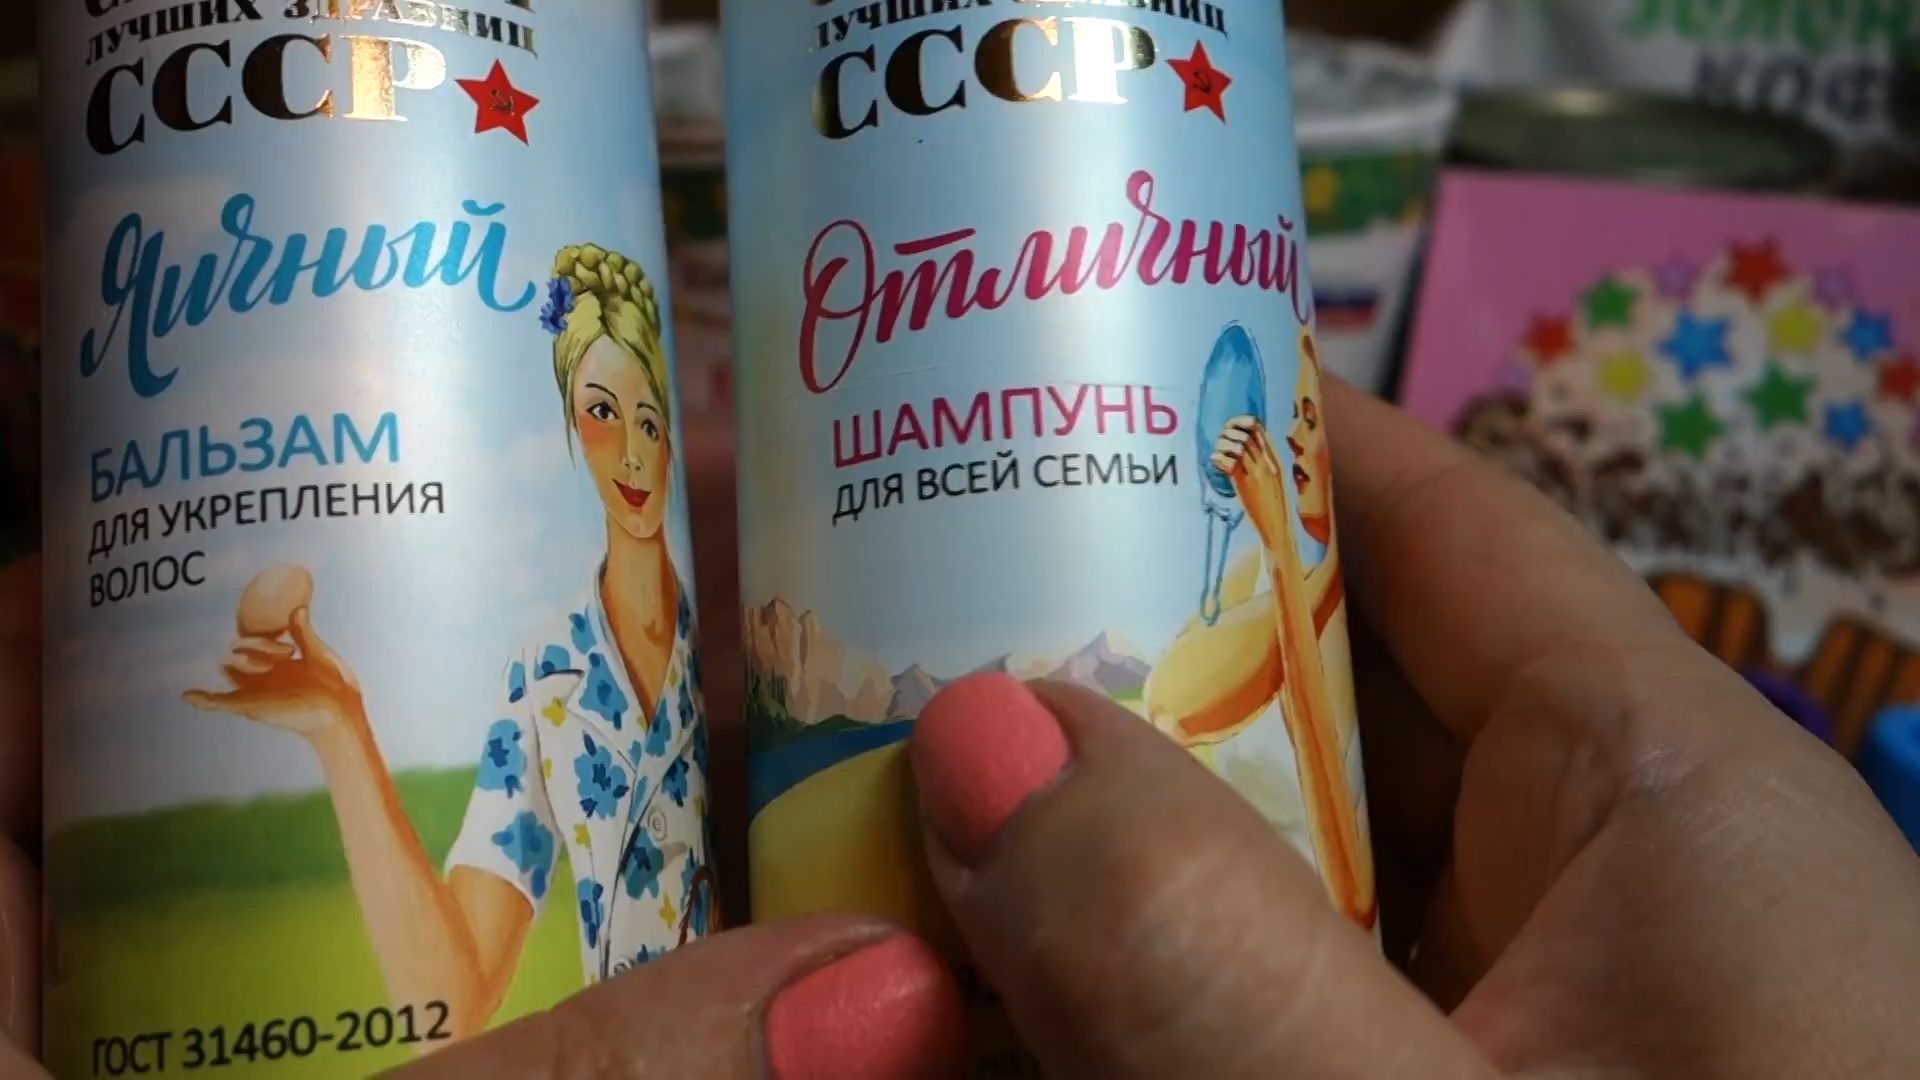 ЛУЧШИХ ЗДРАВНИЦ
СССР
Яичный
БАЛЬЗАМ
ДЛЯ УКРЕПЛЕНИЯ
ВОЛОС
ГОСТ 31460-2012
ЛУЧШИХ ЗДРАВНИЦ
СССР
Отличный
ШАМПУНЬ
ДЛЯ ВСЕЙ СЕМЬИ